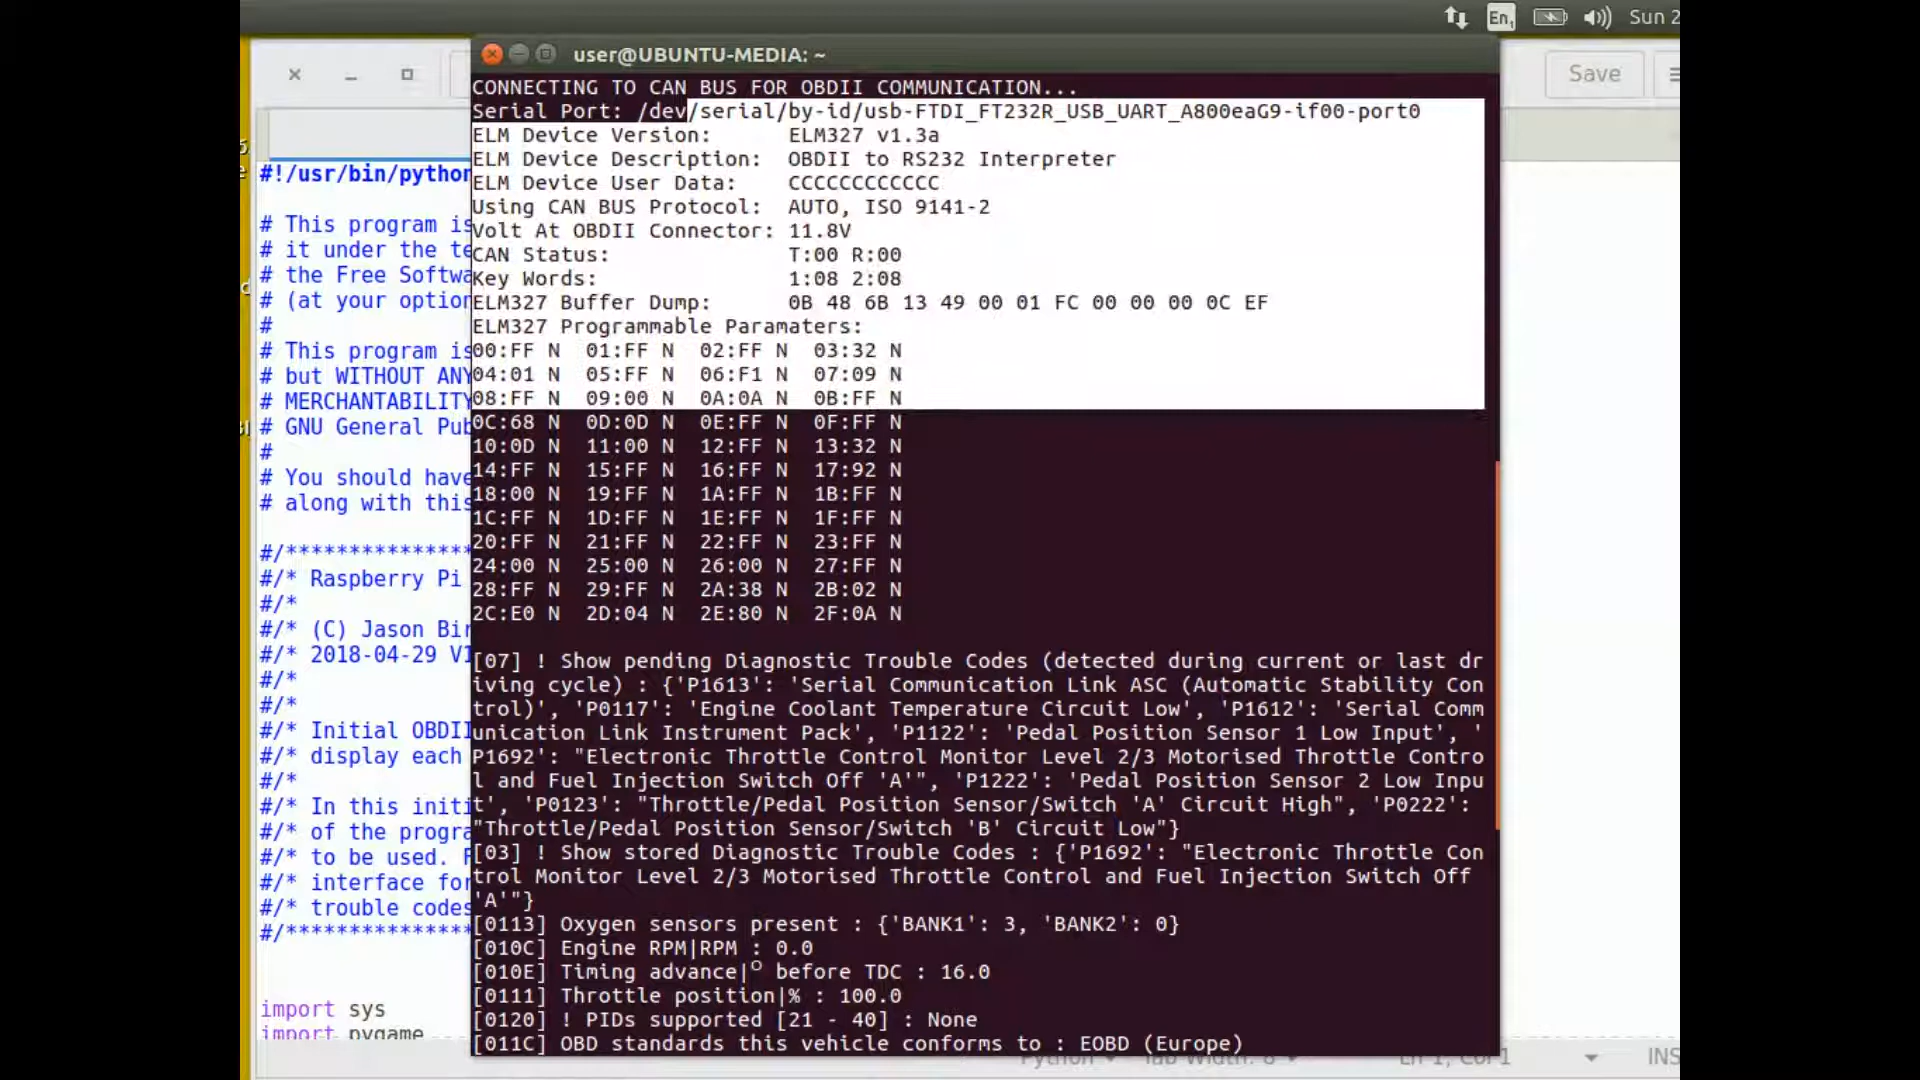 En1
Sun 2
user@UBUNTU-MEDIA: ~
Save
CONNECTING TO CAN BUS FOR OBDII COMMUNICATION...
Serial Port: /dev/serial/by-id/usb-FTDI_FT232R_USB_UART_A800eaG9-if00-port0
ELM Device Version:      ELM327 v1.3a
ELM Device Description:  OBDII to RS232 Interpreter
ELM Device User Data:    CCCCCCCCCCCC
Using CAN BUS Protocol:  AUTO, ISO 9141-2
Volt At OBDII Connector: 11.8V
CAN Status:              T:00 R:00
Key Words:               1:08 2:08
ELM327 Buffer Dump:      0B 48 6B 13 49 00 01 FC 00 00 00 0C EF
ELM327 Programmable Paramaters:
00:FF N  01:FF N  02:FF N  03:32 N
04:01 N  05:FF N  06:F1 N  07:09 N
08:FF N  09:00 N  0A:0A N  0B:FF N
0C:68 N  0D:0D N  0E:FF N  0F:FF N
10:0D N  11:00 N  12:FF N  13:32 N
14:FF N  15:FF N  16:FF N  17:92 N
18:00 N  19:FF N  1A:FF N  1B:FF N
1C:FF N  1D:FF N  1E:FF N  1F:FF N
20:FF N  21:FF N  22:FF N  23:FF N
24:00 N  25:00 N  26:00 N  27:FF N
28:FF N  29:FF N  2A:38 N  2B:02 N
2C:E0 N  2D:04 N  2E:80 N  2F:0A N
[07] ! Show pending Diagnostic Trouble Codes (detected during current or last dr
iving cycle) : {'P1613': 'Serial Communication Link ASC (Automatic Stability Con
trol)', 'P0117': 'Engine Coolant Temperature Circuit Low', 'P1612': 'Serial Comm
unication Link Instrument Pack', 'P1122': 'Pedal Position Sensor 1 Low Input', '
P1692': "Electronic Throttle Control Monitor Level 2/3 Motorised Throttle Contro
l and Fuel Injection Switch Off 'A'", 'P1222': 'Pedal Position Sensor 2 Low Inpu
t', 'P0123': "Throttle/Pedal Position Sensor/Switch 'A' Circuit High", 'P0222':
"Throttle/Pedal Position Sensor/Switch 'B' Circuit Low"}
[03] ! Show stored Diagnostic Trouble Codes : {'P1692': "Electronic Throttle Con
trol Monitor Level 2/3 Motorised Throttle Control and Fuel Injection Switch Off
'A'"}
[0113] Oxygen sensors present : {'BANK1': 3, 'BANK2': 0}
[010C] Engine RPM|RPM : 0.0
[010E] Timing advance|° before TDC : 16.0
[0111] Throttle position|% : 100.0
[0120] ! PIDs supported [21 - 40] : None
[011C] OBD standards this vehicle conforms to : EOBD (Europe)
#!/usr/bin/python
# This program is
# it under the te
# the Free Softwa
# (at your option
#
# This program is
# but WITHOUT ANY
# MERCHANTABILITY
# GNU General Pub
#
# You should have
# along with this
#/***************
#/* Raspberry Pi
#/*
#/* (C) Jason Bir
#/* 2018-04-29 V1
#/*
#/*
#/* Initial OBDII
#/* display each
#/*
#/* In this initi
#/* of the progra
#/* to be used. F
#/* interface for
#/* trouble codes
#/***************
import sys
import pygame
INS